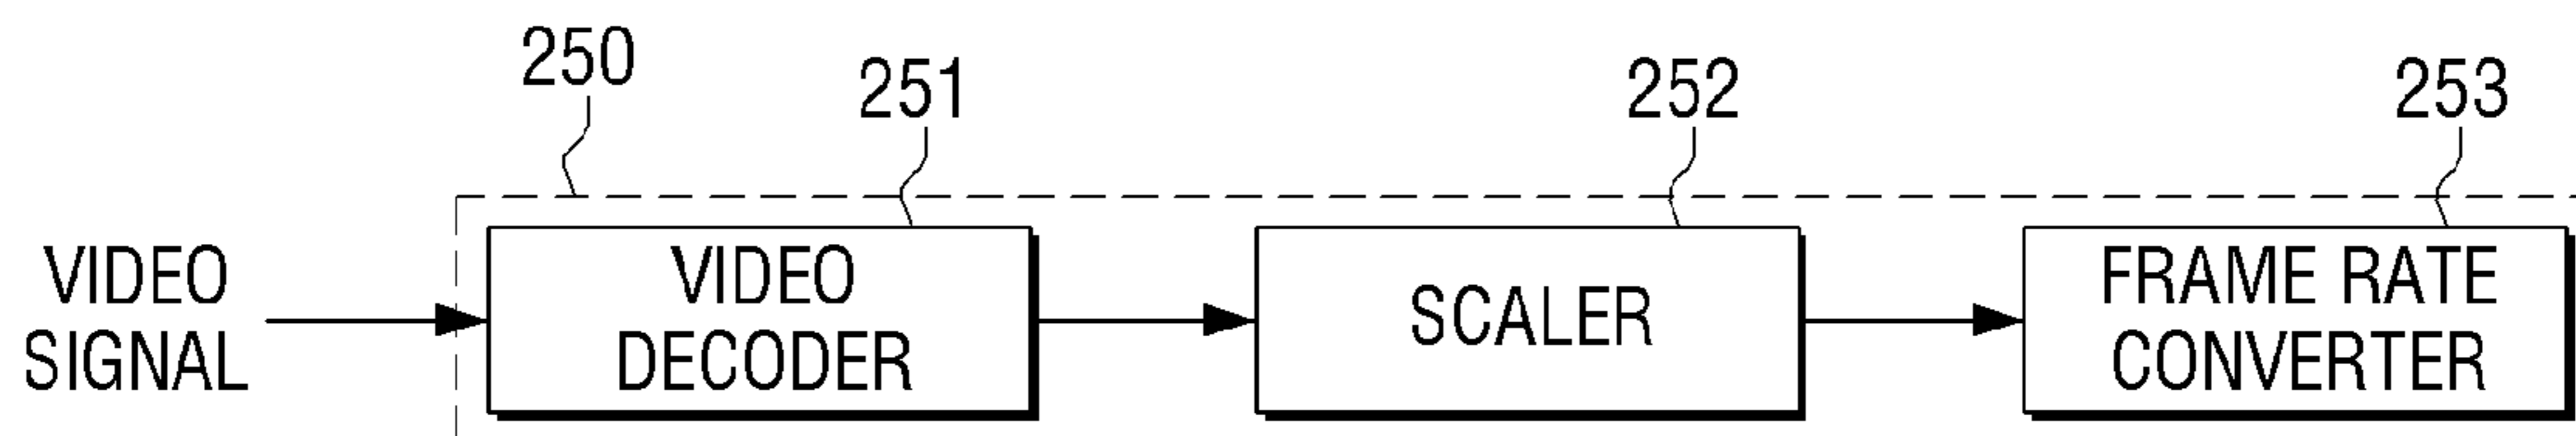 250
251
252
253
VIDEO
SIGNAL
VIDEO
DECODER
SCALER
FRAME RATE
CONVERTER